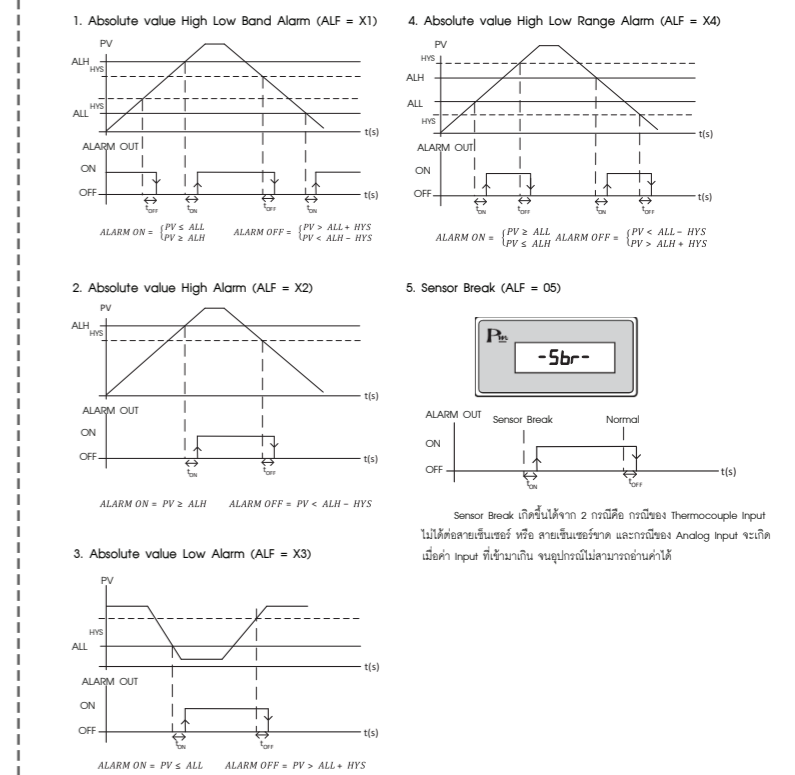 1. Absolute value High Low Band Alarm (ALF = X1)
PV
ALH
HYS
HYS
ALL
t(s)
ALARM OUT
ON
OFF
t(s)
tOFF
tON
tOFF
tON
ALARM ON = {PV ≤ ALL
PV ≥ ALH
ALARM OFF = {PV > ALL + HYS
PV < ALH − HYS
2. Absolute value High Alarm (ALF = X2)
PV
ALH
HYS
t(s)
ALARM OUT
ON
OFF
t(s)
tON
tOFF
ALARM ON = PV ≥ ALH ALARM OFF = PV < ALH − HYS
3. Absolute value Low Alarm (ALF = X3)
PV
HYS
ALL
t(s)
ALARM OUT
ON
OFF
t(s)
tON
tOFF
ALARM ON = PV ≤ ALL ALARM OFF = PV > ALL + HYS
4. Absolute value High Low Range Alarm (ALF = X4)
PV
HYS
ALH
ALL
HYS
t(s)
ALARM OUT
ON
OFF
t(s)
tON
tOFF
tON
tOFF
ALARM ON = {PV ≥ ALL
PV ≤ ALH
ALARM OFF = {PV < ALL − HYS
PV > ALH + HYS
5. Sensor Break (ALF = 05)
-Sbr-
ALARM OUT
Sensor Break
Normal
ON
OFF
t(s)
tON
tOFF
Sensor Break เกิดขึ้นได้จาก 2 กรณีคือ กรณีของ Thermocouple Input
ไม่ได้ต่อสายเซ็นเซอร์ หรือ สายเซ็นเซอร์ขาด และกรณีของ Analog Input จะเกิด
เมื่อค่า Input ที่เข้ามาเกิน จนอุปกรณ์ไม่สามารถอ่านค่าได้